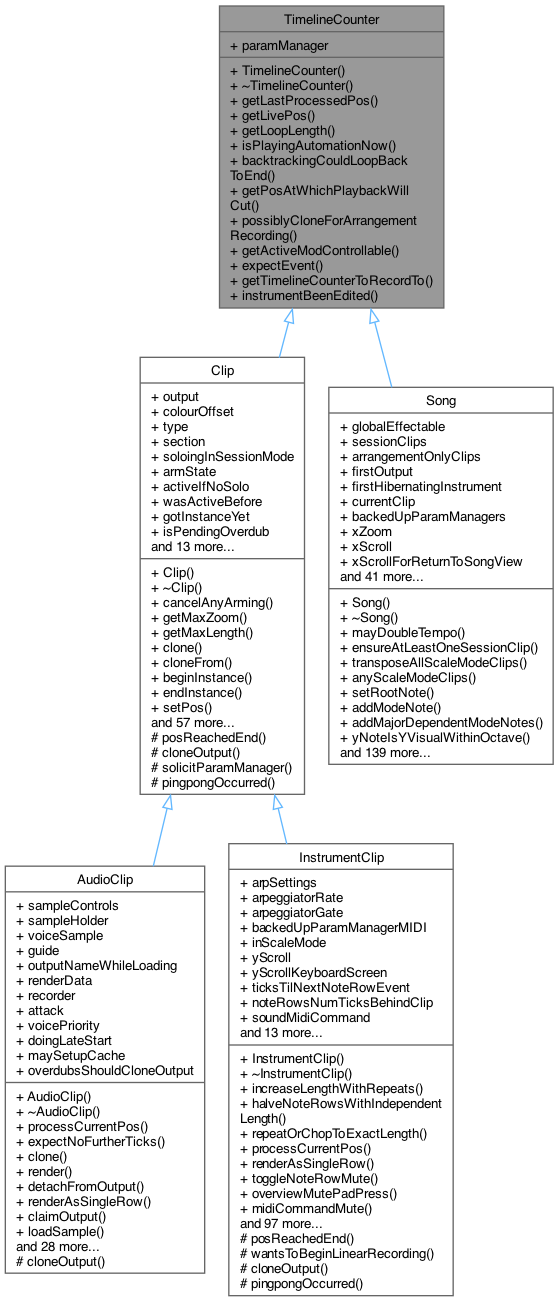 TimelineCounter
+ paramManager
+ TimelineCounter()
+ ~TimelineCounter()
+ getLastProcessedPos()
+ getLivePos()
+ getLoopLength()
+ isPlayingAutomationNow()
+ backtrackingCouldLoopBack
ToEnd()
+ getPosAtWhichPlaybackWill
Cut()
+ possiblyCloneForArrangement
Recording()
+ getActiveModControllable()
+ expectEvent()
+ getTimelineCounterToRecordTo()
+ instrumentBeenEdited()
Clip
+ output
+ colourOffset
+ type
+ section
+ soloingInSessionMode
+ armState
+ activeIfNoSolo
+ wasActiveBefore
+ gotInstanceYet
+ isPendingOverdub
and 13 more...
+ Clip()
+ ~Clip()
+ cancelAnyArming()
+ getMaxZoom()
+ getMaxLength()
+ clone()
+ cloneFrom()
+ beginInstance()
+ endInstance()
+ setPos()
and 57 more...
# posReachedEnd()
# cloneOutput()
# solicitParamManager()
# pingpongOccurred()
Song
+ globalEffectable
+ sessionClips
+ arrangementOnlyClips
+ firstOutput
+ firstHibernatingInstrument
+ currentClip
+ backedUpParamManagers
+ xZoom
+ xScroll
+ xScrollForReturnToSongView
and 41 more...
+ Song()
+ ~Song()
+ mayDoubleTempo()
+ ensureAtLeastOneSessionClip()
+ transposeAllScaleModeClips()
+ anyScaleModeClips()
+ setRootNote()
+ addModeNote()
+ addMajorDependentModeNotes()
+ yNoteIsYVisualWithinOctave()
and 139 more...
AudioClip
+ sampleControls
+ sampleHolder
+ voiceSample
+ guide
+ outputNameWhileLoading
+ renderData
+ recorder
+ attack
+ voicePriority
+ doingLateStart
+ maySetupCache
+ overdubsShouldCloneOutput
+ AudioClip()
+ ~AudioClip()
+ processCurrentPos()
+ expectNoFurtherTicks()
+ clone()
+ render()
+ detachFromOutput()
+ renderAsSingleRow()
+ claimOutput()
+ loadSample()
and 28 more...
# cloneOutput()
InstrumentClip
+ arpSettings
+ arpeggiatorRate
+ arpeggiatorGate
+ backedUpParamManagerMIDI
+ inScaleMode
+ yScroll
+ yScrollKeyboardScreen
+ ticksTilNextNoteRowEvent
+ noteRowsNumTicksBehindClip
+ soundMidiCommand
and 13 more...
+ InstrumentClip()
+ ~InstrumentClip()
+ increaseLengthWithRepeats()
+ halveNoteRowsWithIndependent
Length()
+ repeatOrChopToExactLength()
+ processCurrentPos()
+ renderAsSingleRow()
+ toggleNoteRowMute()
+ overviewMutePadPress()
+ midiCommandMute()
and 97 more...
# posReachedEnd()
# wantsToBeginLinearRecording()
# cloneOutput()
# pingpongOccurred()